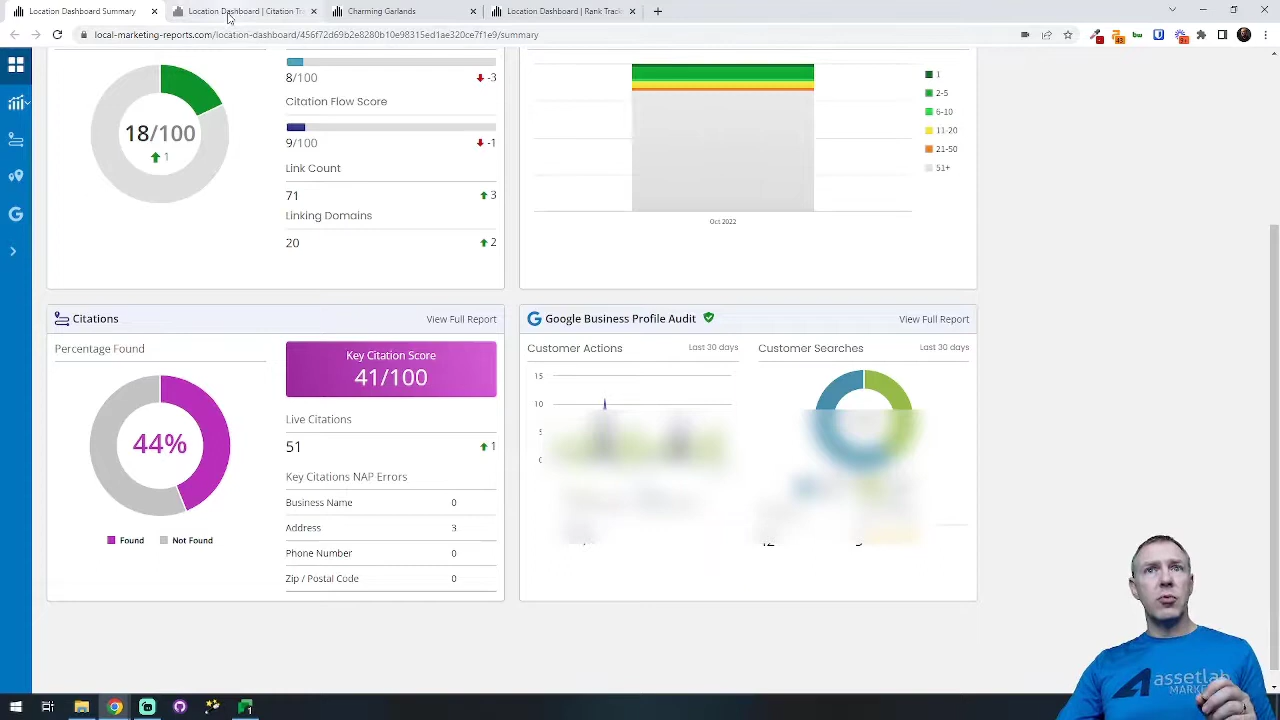 Location Dashboard Summary
Location Dashboard | Citation Tra
Charming Garlands
Location Dashboard | Rank Track
local-marketing-reports.com/location-dashboard/456f72d69b2e8280b10e98315ed1ae320ce7f1e9/summary
18/100
1
8/100
-3
Citation Flow Score
9/100
-1
Link Count
71
3
Linking Domains
20
2
1
2-5
6-10
11-20
21-50
51+
Oct 2022
Citations
View Full Report
Percentage Found
44%
Found
Not Found
Key Citation Score
41/100
Live Citations
51
1
Key Citations NAP Errors
Business Name 0
Address 3
Phone Number 0
Zip / Postal Code 0
Google Business Profile Audit
View Full Report
Customer Actions
Last 30 days
15
10
5
0
Customer Searches
Last 30 days
assetlab